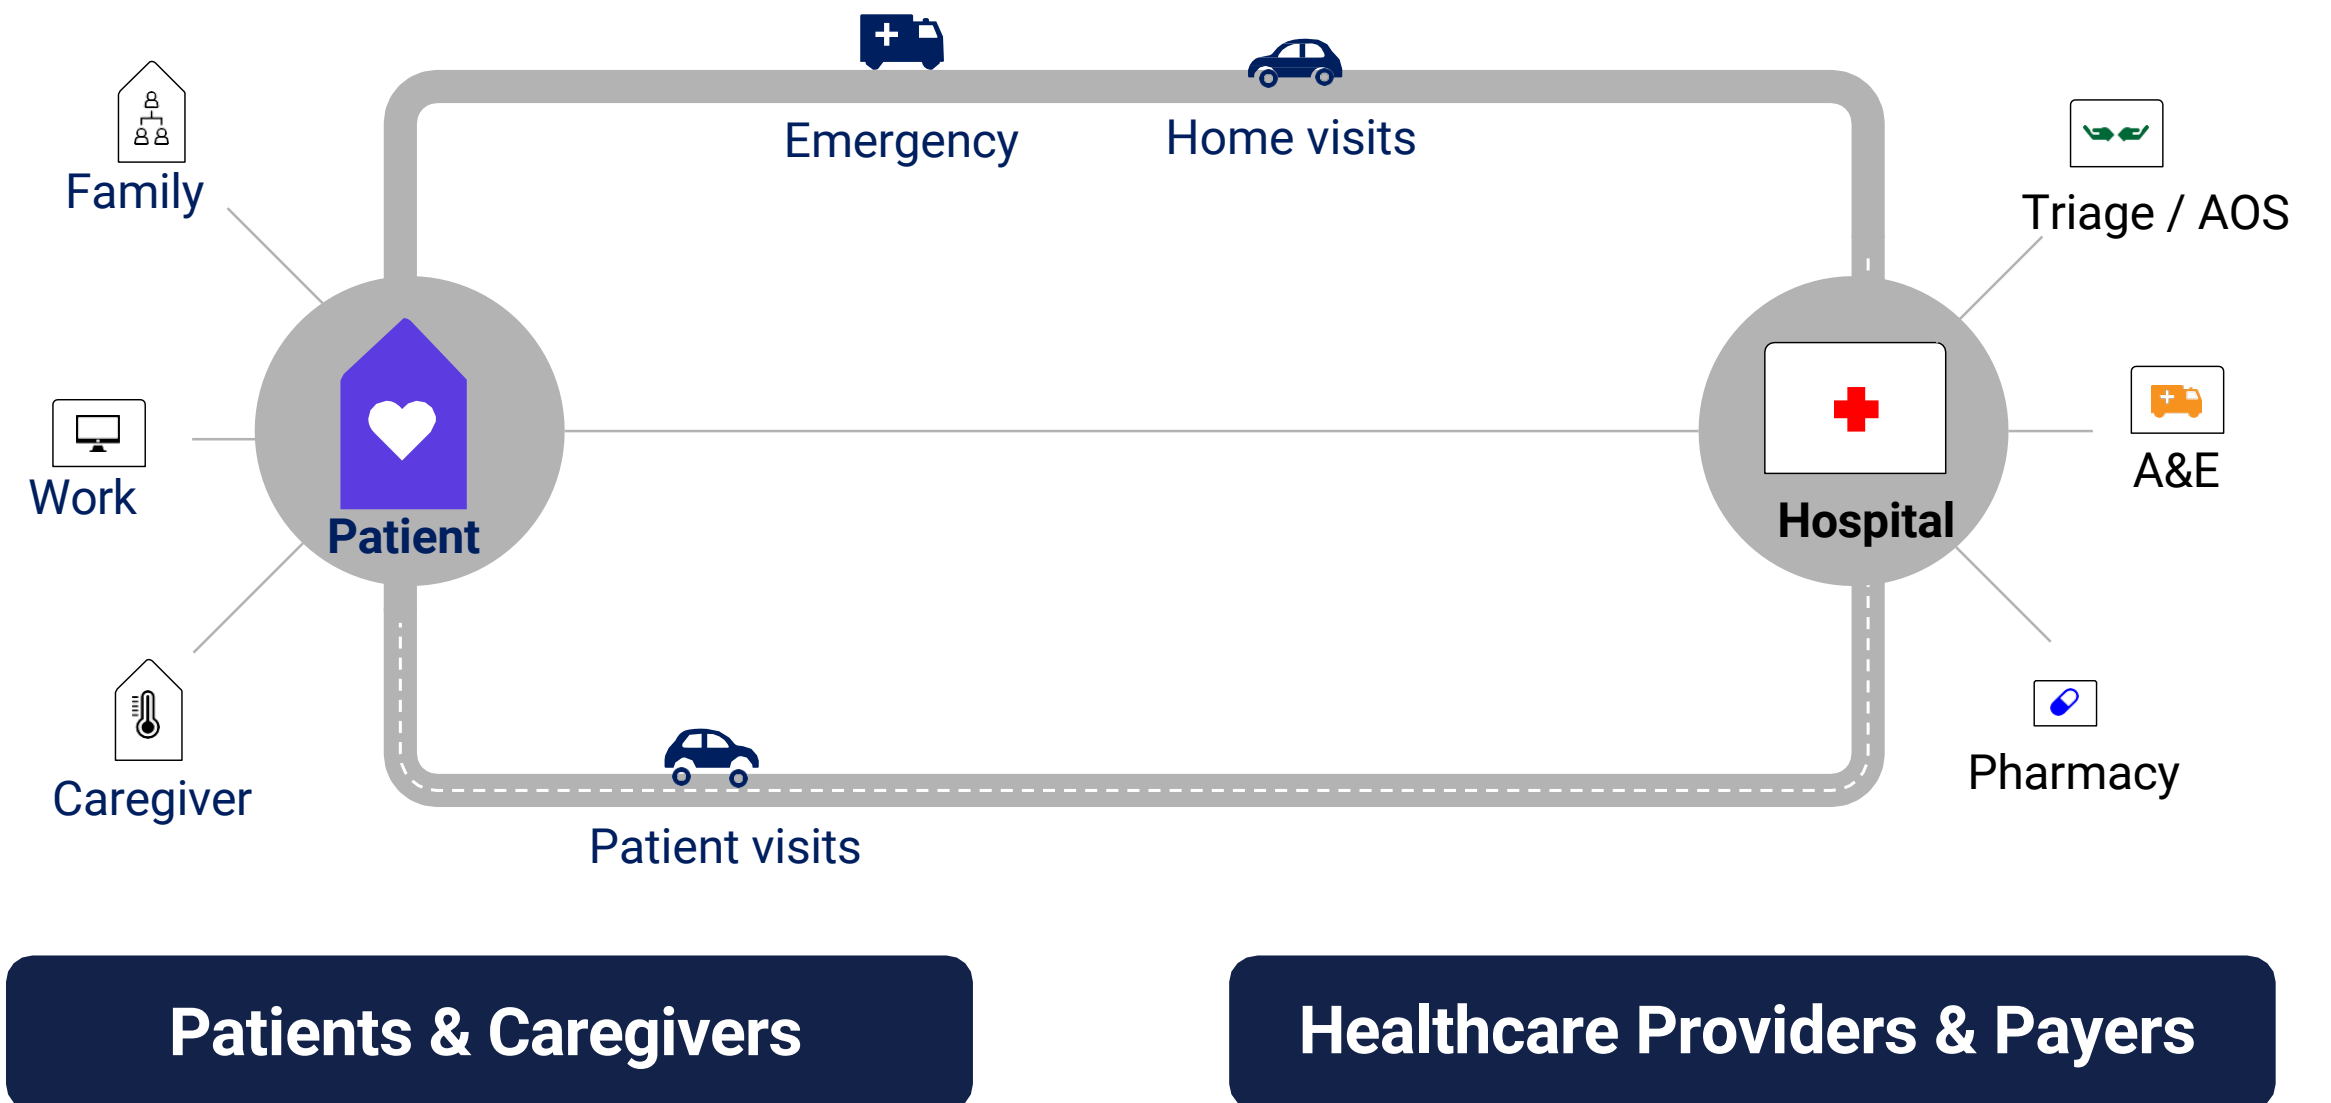 Emergency
Home visits
Family
Triage / AOS
Work
Patient
Hospital
A&E
Caregiver
Pharmacy
Patient visits
Patients & Caregivers
Healthcare Providers & Payers